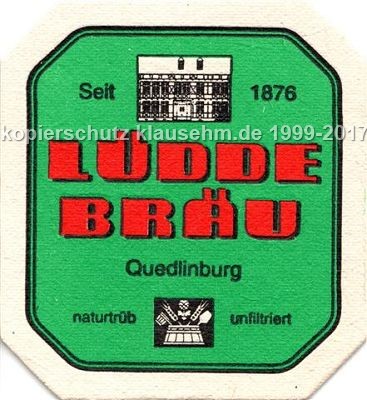 Seit 1876
kopierschutz klausehm.de 1999-2017
LÜDDE
BRÄU
Quedlinburg
naturtrüb unfiltriert